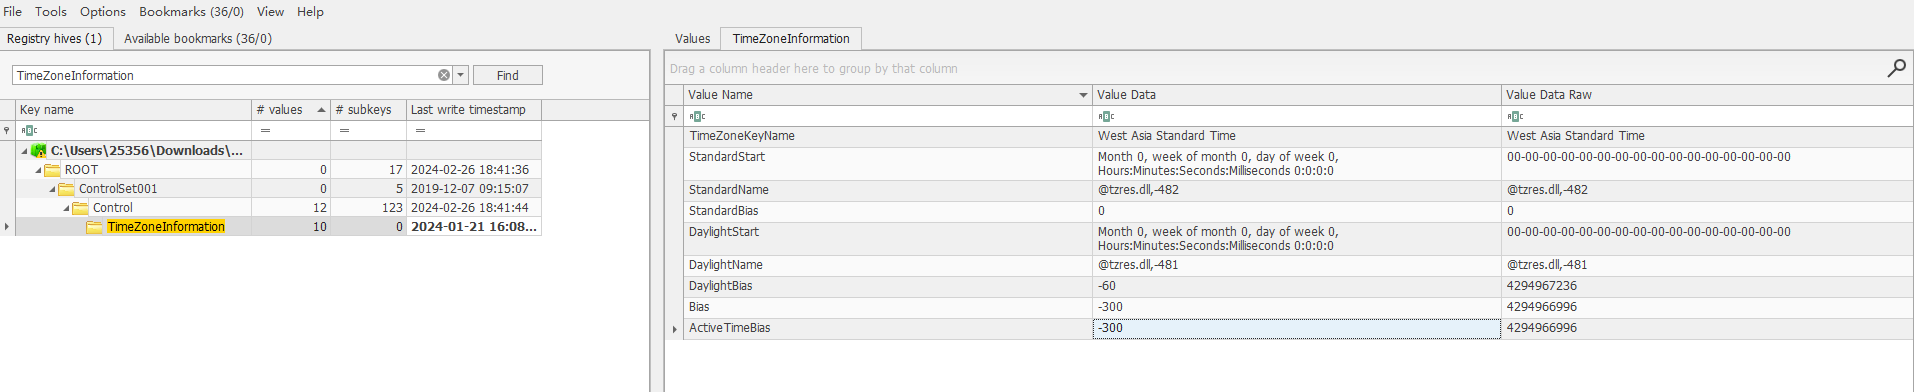 File Tools Options Bookmarks (36/0) View Help
Registry hives (1) Available bookmarks (36/0)
TimeZoneInformation Find
Key name # values # subkeys Last write timestamp
= = =
C:\Users\25356\Downloads\...
ROOT 0 17 2024-02-26 18:41:36
ControlSet001 0 5 2019-12-07 09:15:07
Control 12 123 2024-02-26 18:41:44
TimeZoneInformation 10 0 2024-01-21 16:08...
Values TimeZoneInformation
Drag a column header here to group by that column
Value Name Value Data Value Data Raw
TimeZoneKeyName West Asia Standard Time West Asia Standard Time
StandardStart Month 0, week of month 0, day of week 0, 00-00-00-00-00-00-00-00-00-00-00-00-00-00-00-00
Hours:Minutes:Seconds:Milliseconds 0:0:0:0
StandardName @tzres.dll,-482 @tzres.dll,-482
StandardBias 0 0
DaylightStart Month 0, week of month 0, day of week 0, 00-00-00-00-00-00-00-00-00-00-00-00-00-00-00-00
Hours:Minutes:Seconds:Milliseconds 0:0:0:0
DaylightName @tzres.dll,-481 @tzres.dll,-481
DaylightBias -60 4294967236
Bias -300 4294966996
ActiveTimeBias -300 4294966996